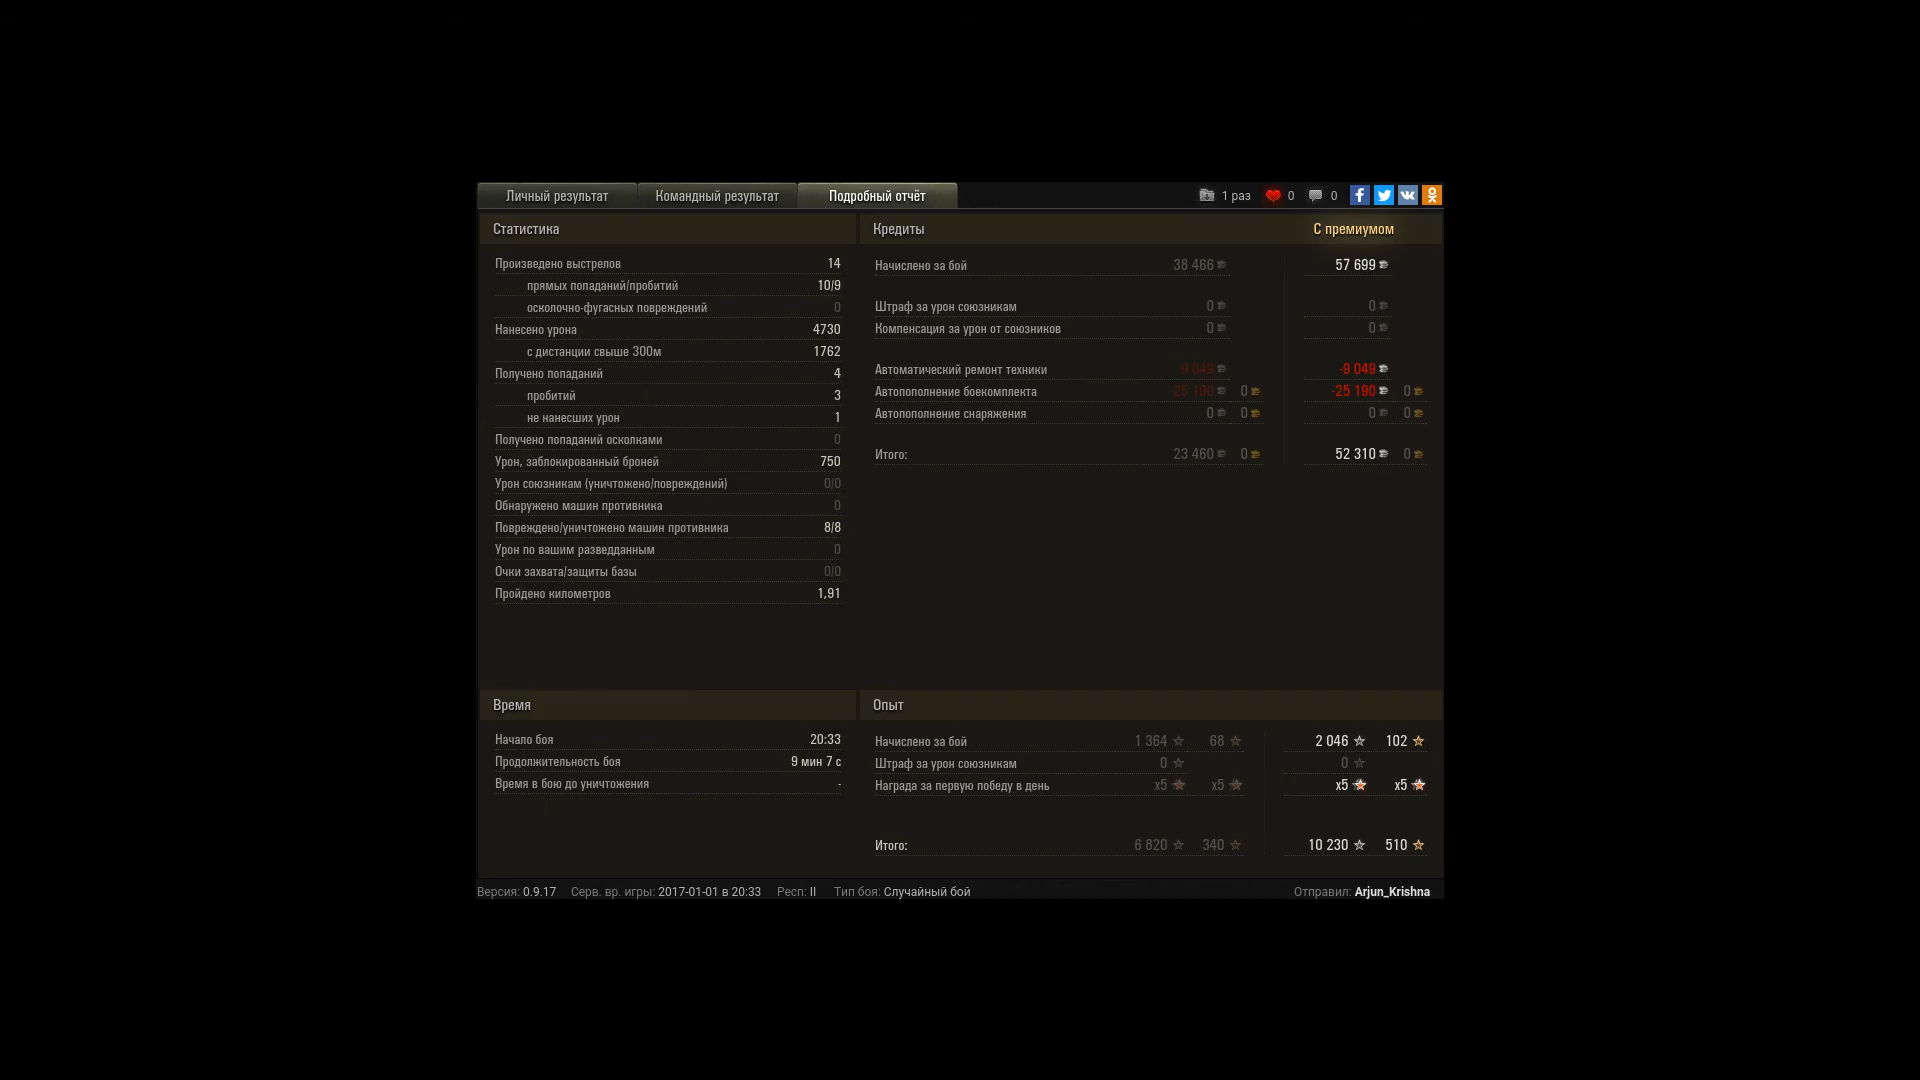 Личный результат Командный результат Подробный отчёт 1 раз 0 0
Статистика
Произведено выстрелов 14
прямых попаданий/пробитий 10/9
осколочно-фугасных повреждений 0
Нанесено урона 4730
с дистанции свыше 300м 1762
Получено попаданий 4
пробитий 3
не нанесших урон 1
Получено попаданий осколками 0
Урон, заблокированный броней 750
Урон союзникам (уничтожено/повреждений) 0/0
Обнаружено машин противника 0
Повреждено/уничтожено машин противника 8/8
Урон по вашим разведданным 0
Очки захвата/защиты базы 0/0
Пройдено километров 1,91
Кредиты С премиумом
Начислено за бой 38 466 57 699
Штраф за урон союзникам 0 0
Компенсация за урон от союзников 0 0
Автоматический ремонт техники -9 049 -9 049
Автопополнение боекомплекта -25 190 0 -25 190 0
Автопополнение снаряжения 0 0 0 0
Итого: 23 460 0 52 310 0
Время
Начало боя 20:33
Продолжительность боя 9 мин 7 с
Время в бою до уничтожения -
Опыт
Начислено за бой 1 364 68 2 046 102
Штраф за урон союзникам 0 0
Награда за первую победу в день x5 x5 x5 x5
Итого: 6 820 340 10 230 510
Версия: 0.9.17 Серв. вр. игры: 2017-01-01 в 20:33 Респ: II Тип боя: Случайный бой Отправил: Arjun_Krishna